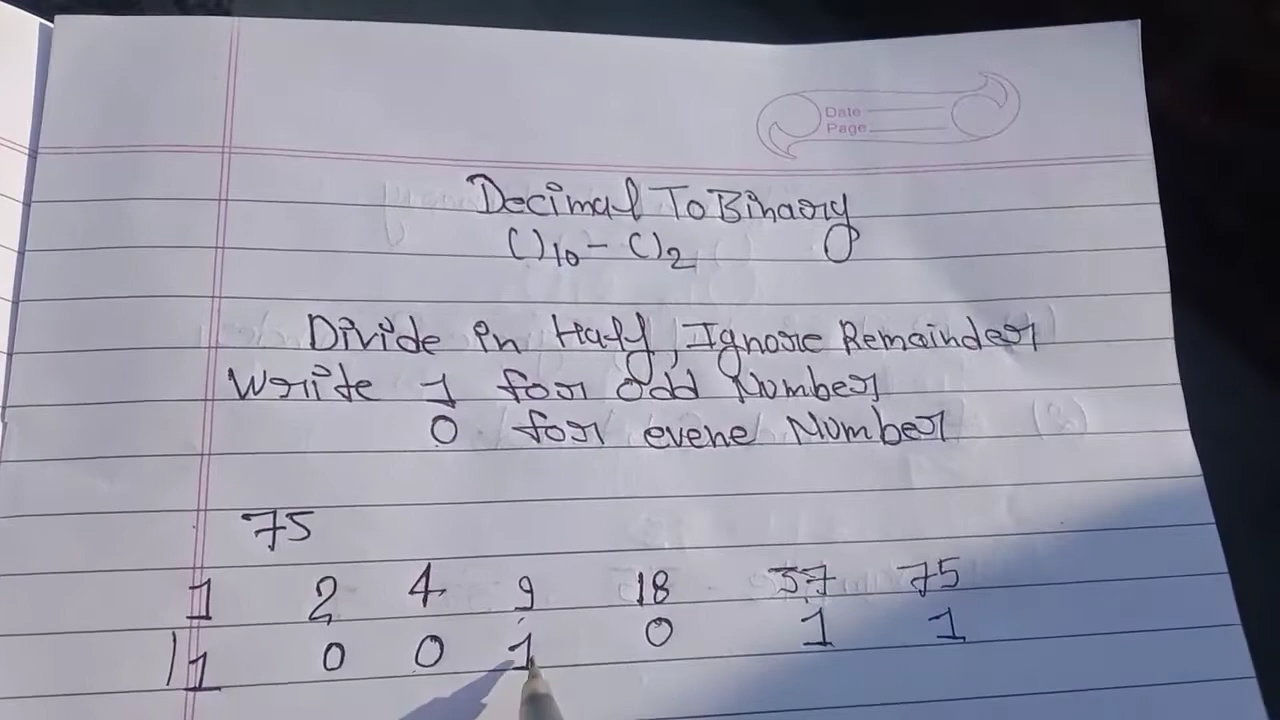 Date
Page
Decimal To Binary
()10 - ()2
Divide in Half, Ignore Remainder
Write 1 for odd Number
0 for evene Number
75
1 2 4 9 18 37 75
1 0 0 1 0 1 1